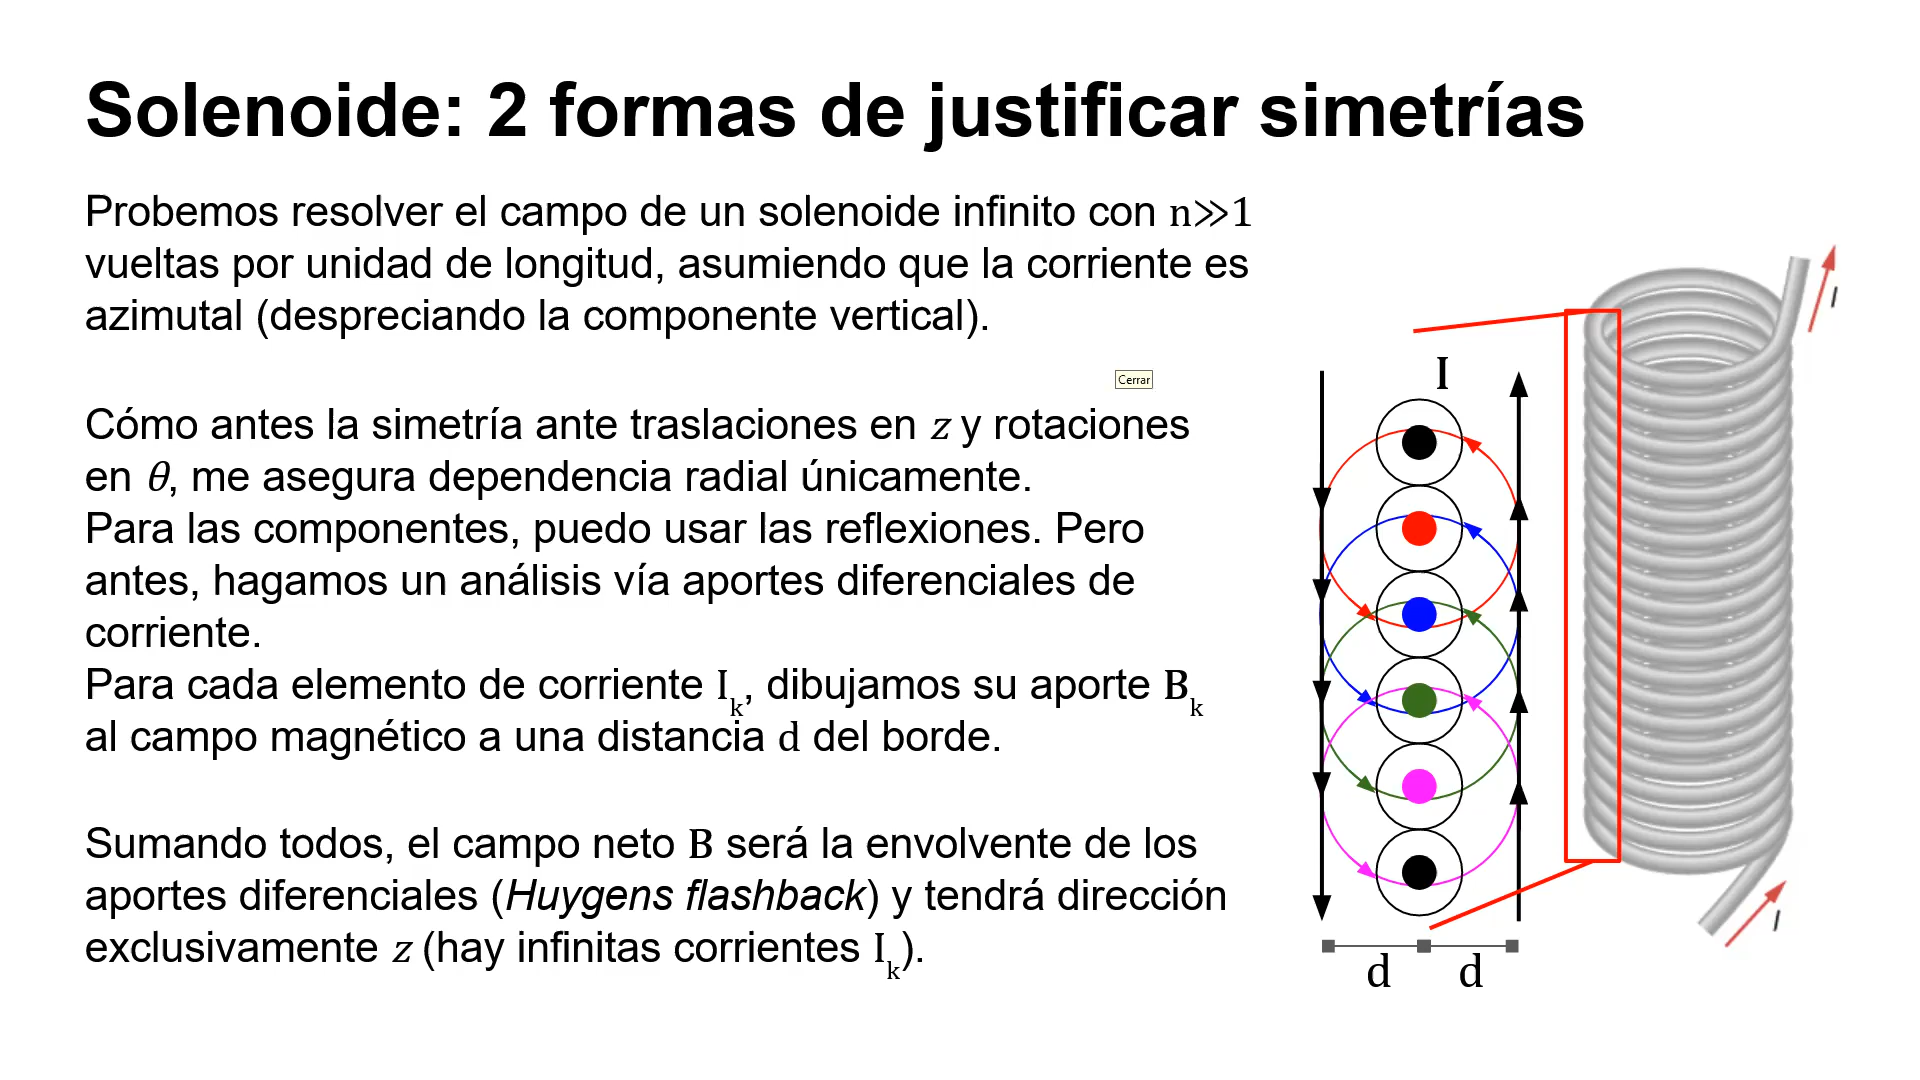 Solenoide: 2 formas de justificar simetrías
Probemos resolver el campo de un solenoide infinito con n≫1
vueltas por unidad de longitud, asumiendo que la corriente es
azimutal (despreciando la componente vertical).
Cerrar
Cómo antes la simetría ante traslaciones en z y rotaciones
en θ, me asegura dependencia radial únicamente.
Para las componentes, puedo usar las reflexiones. Pero
antes, hagamos un análisis vía aportes diferenciales de
corriente.
Para cada elemento de corriente I_k, dibujamos su aporte B_k
al campo magnético a una distancia d del borde.
Sumando todos, el campo neto B será la envolvente de los
aportes diferenciales (Huygens flashback) y tendrá dirección
exclusivamente z (hay infinitas corrientes I_k).
I
I
I
d d